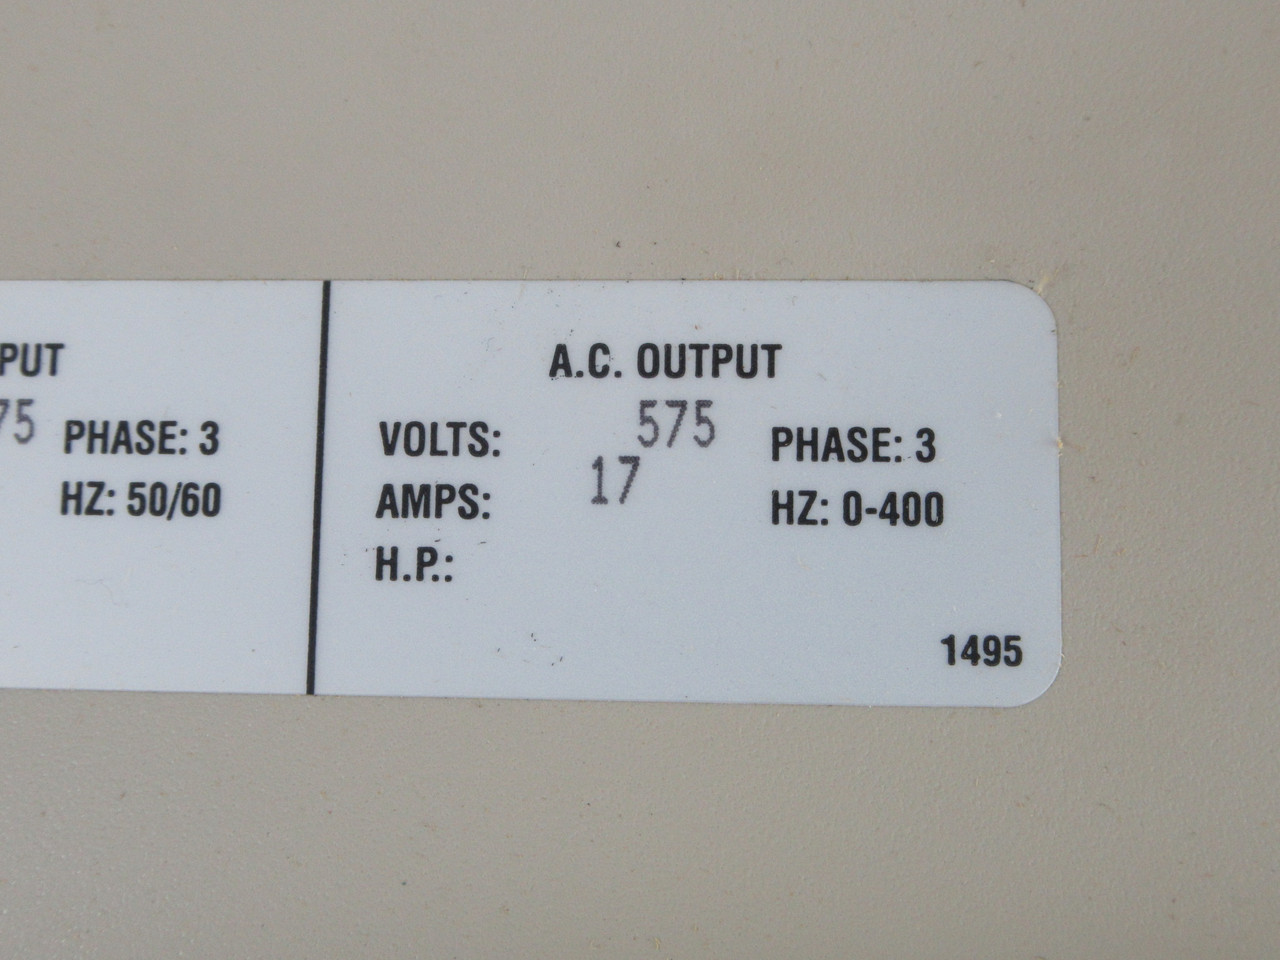 PUT
75 PHASE: 3
HZ: 50/60
A.C. OUTPUT
VOLTS: 575 PHASE: 3
AMPS: 17 HZ: 0-400
H.P.:
1495